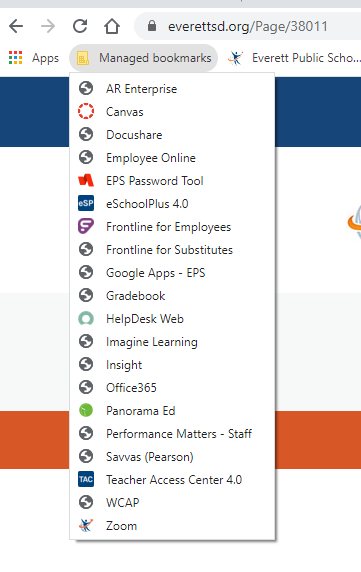 everettsd.org/Page/38011
Apps Managed bookmarks Everett Public Scho...
AR Enterprise
Canvas
Docushare
Employee Online
EPS Password Tool
eSP eSchoolPlus 4.0
Frontline for Employees
Frontline for Substitutes
Google Apps - EPS
Gradebook
HelpDesk Web
Imagine Learning
Insight
Office365
Panorama Ed
Performance Matters - Staff
Savvas (Pearson)
TAC Teacher Access Center 4.0
WCAP
Zoom